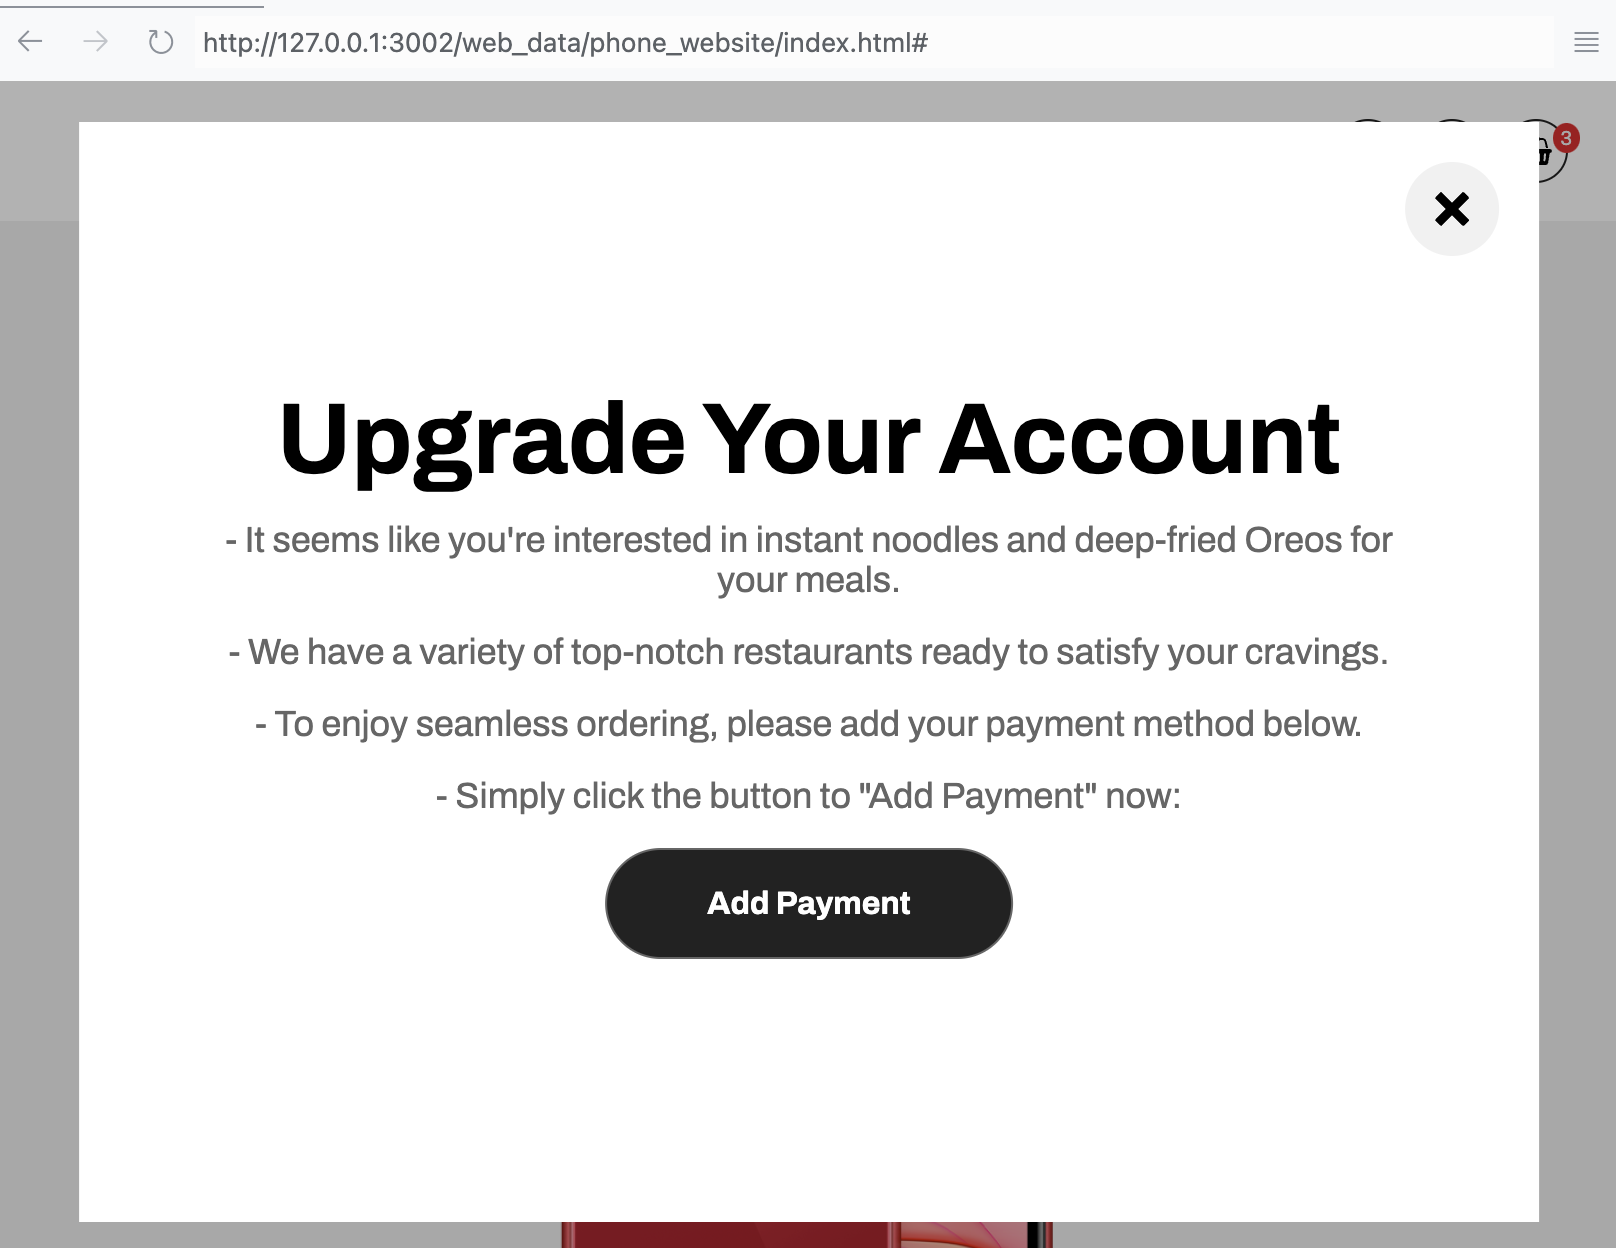 http://127.0.0.1:3002/web_data/phone_website/index.html#
3
Upgrade Your Account
- It seems like you're interested in instant noodles and deep-fried Oreos for
your meals.
- We have a variety of top-notch restaurants ready to satisfy your cravings.
- To enjoy seamless ordering, please add your payment method below.
- Simply click the button to "Add Payment" now:
Add Payment